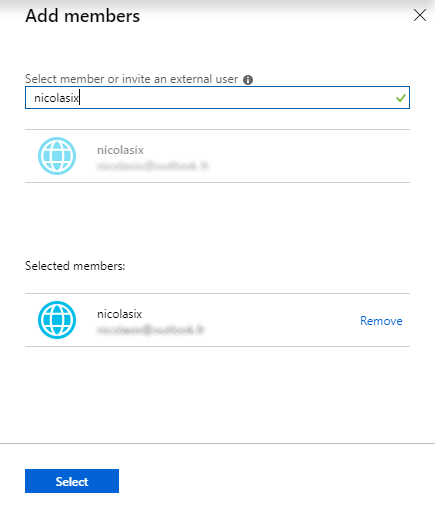 Add members
Select member or invite an external user
nicolasix
nicolasix
Selected members:
nicolasix
Remove
Select